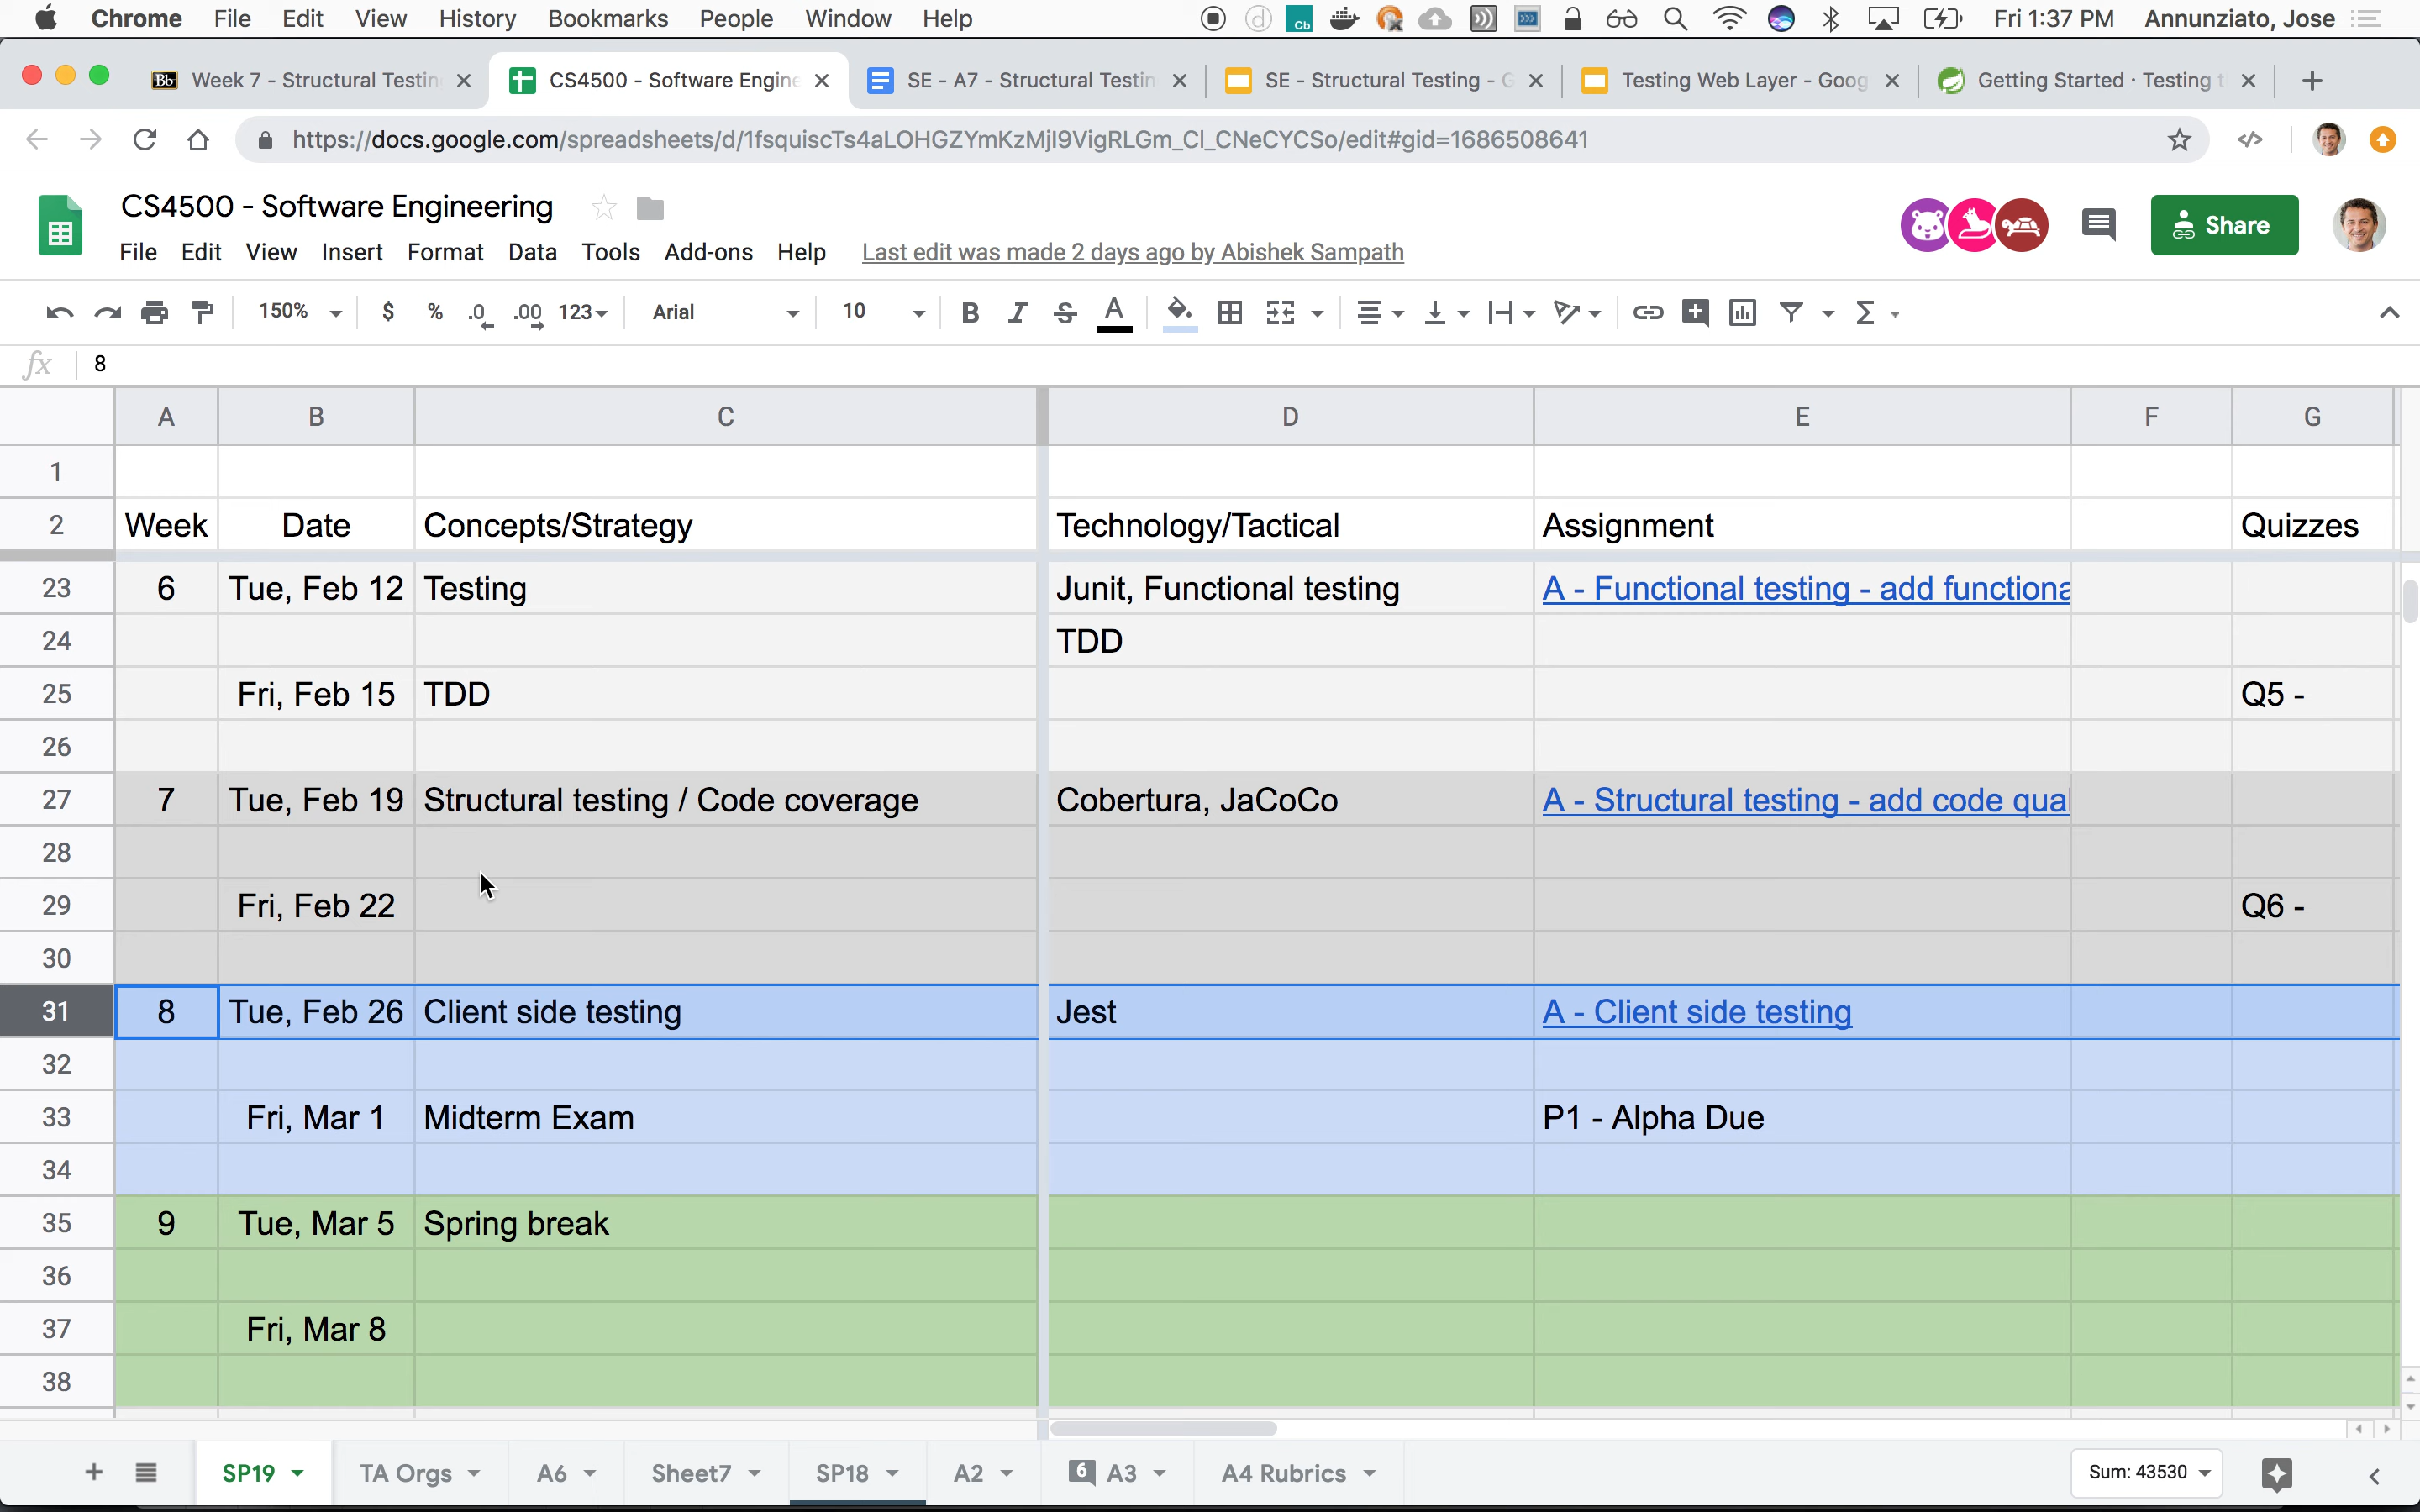 Chrome File Edit View History Bookmarks People Window Help Cb Fri 1:37 PM Annunziato, Jose
Bb Week 7 - Structural Testin CS4500 - Software Engine SE - A7 - Structural Testin SE - Structural Testing - G Testing Web Layer - Goog Getting Started · Testing t
https://docs.google.com/spreadsheets/d/1fsquiscTs4aLOHGZYmKzMjl9VigRLGm_Cl_CNeCYCSo/edit#gid=1686508641
CS4500 - Software Engineering
File Edit View Insert Format Data Tools Add-ons Help Last edit was made 2 days ago by Abishek Sampath
Share
150% $ % .0 .00 123 Arial 10 B I S A Σ
fx 8
A B C D E F G
1
2 Week Date Concepts/Strategy Technology/Tactical Assignment Quizzes
23 6 Tue, Feb 12 Testing Junit, Functional testing A - Functional testing - add functiona
24 TDD
25 Fri, Feb 15 TDD Q5 -
26
27 7 Tue, Feb 19 Structural testing / Code coverage Cobertura, JaCoCo A - Structural testing - add code qua
28
29 Fri, Feb 22 Q6 -
30
31 8 Tue, Feb 26 Client side testing Jest A - Client side testing
32
33 Fri, Mar 1 Midterm Exam P1 - Alpha Due
34
35 9 Tue, Mar 5 Spring break
36
37 Fri, Mar 8
38
SP19 TA Orgs A6 Sheet7 SP18 A2 6 A3 A4 Rubrics Sum: 43530